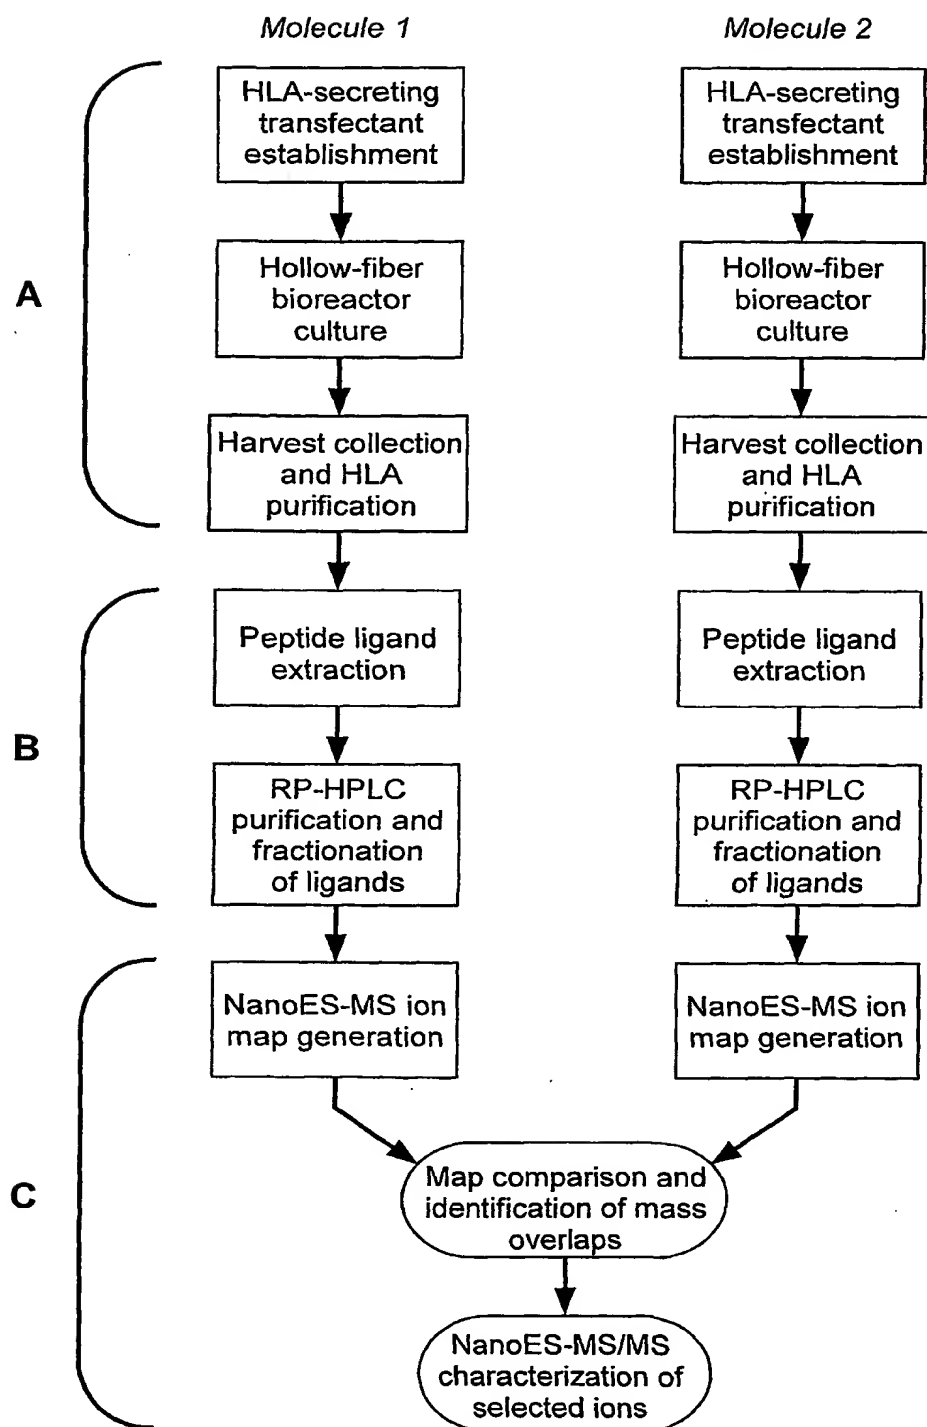 Molecule 1
Molecule 2
A
HLA-secreting
transfectant
establishment
HLA-secreting
transfectant
establishment
Hollow-fiber
bioreactor
culture
Hollow-fiber
bioreactor
culture
Harvest collection
and HLA
purification
Harvest collection
and HLA
purification
B
Peptide ligand
extraction
Peptide ligand
extraction
RP-HPLC
purification and
fractionation
of ligands
RP-HPLC
purification and
fractionation
of ligands
C
NanoES-MS ion
map generation
NanoES-MS ion
map generation
Map comparison and
identification of mass
overlaps
NanoES-MS/MS
characterization of
selected ions